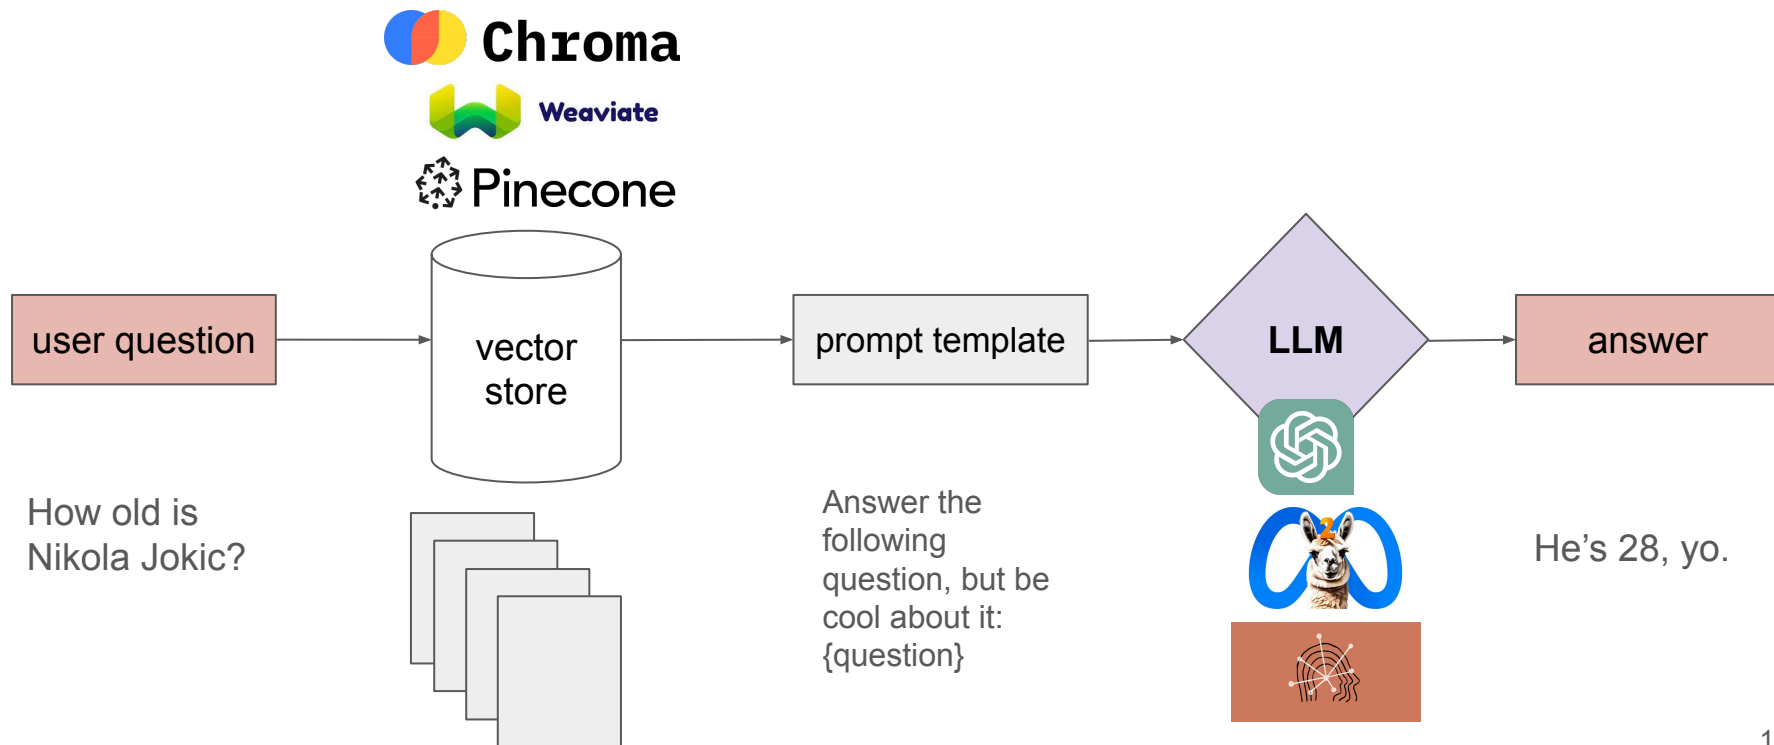 Chroma
Weaviate
Pinecone
user question
vector
store
prompt template
LLM
answer
How old is
Nikola Jokic?
Answer the
following
question, but be
cool about it:
{question}
2
He’s 28, yo.
1